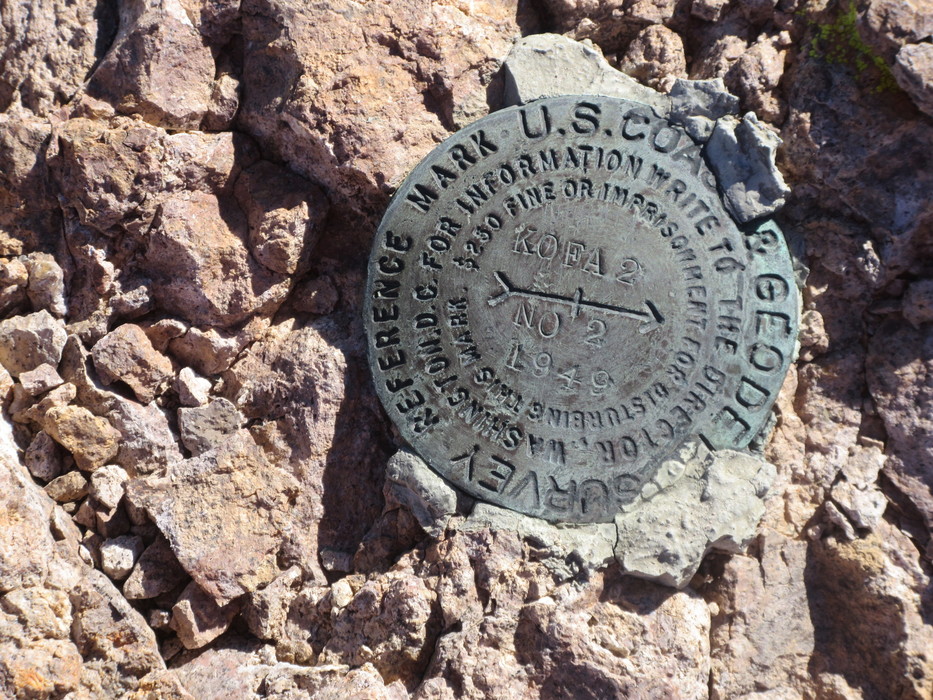 U.S. COA & GEODET SURVEY
REFERENCE MARK
FOR INFORMATION WRITE TO THE DIRECTOR, WASHINGTON, D.C.
$250 FINE OR IMPRISONMENT FOR DISTURBING THIS MARK
KOFA 2
NO 2
1949